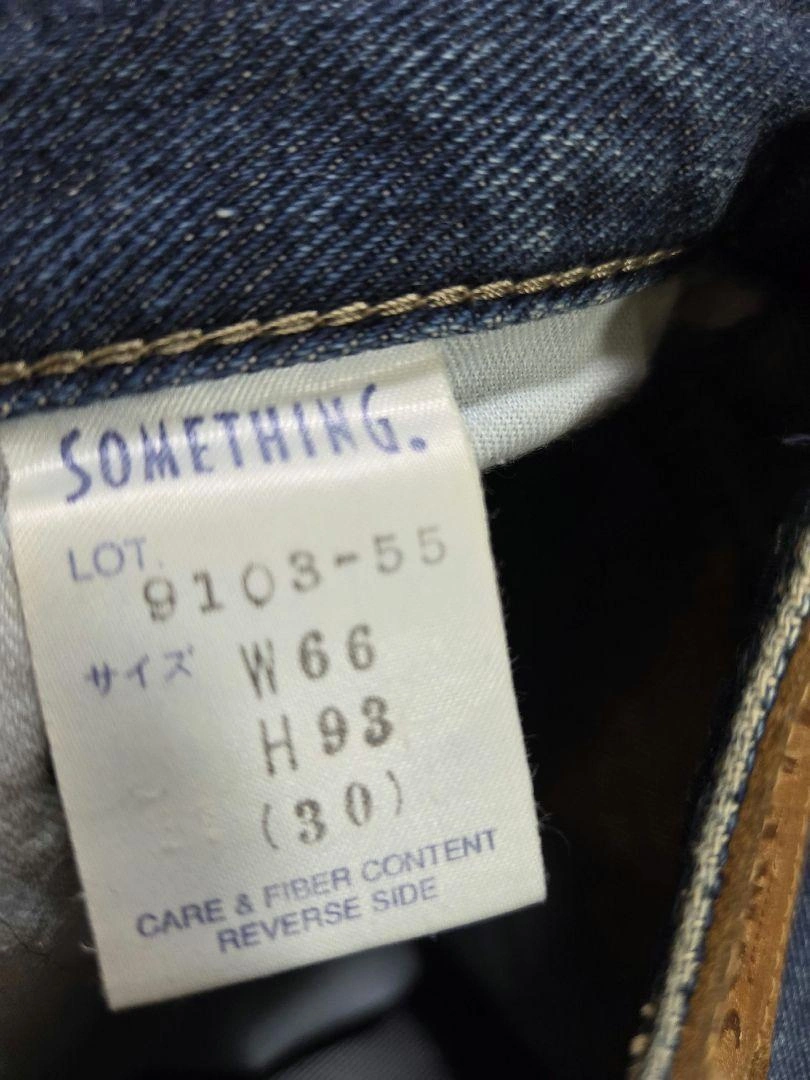 SOMETHING.
LOT. 9103-55
サイズ W66
H93
(30)
CARE & FIBER CONTENT
REVERSE SIDE